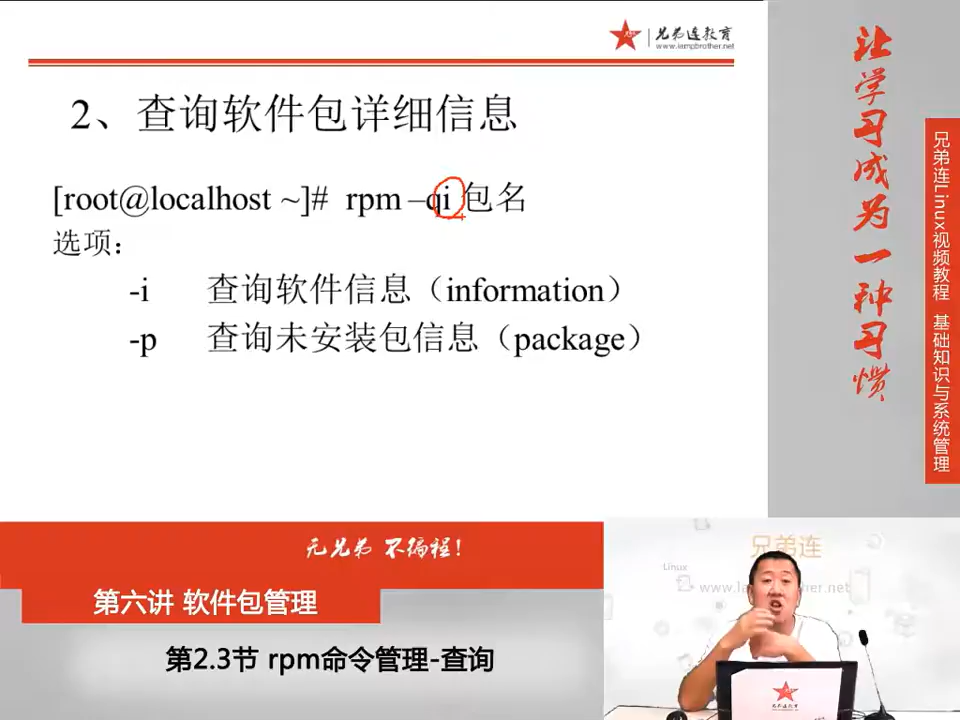 兄弟连教育
www.lampbrother.net
2、查询软件包详细信息
[root@localhost ~]# rpm –qi 包名
选项：
-i 查询软件信息（information）
-p 查询未安装包信息（package）
让学习成为一种习惯
兄弟连Linux视频教程 基础知识与系统管理
无兄弟 不编程！
第六讲 软件包管理
第2.3节 rpm命令管理-查询
兄弟连
Linux
兄弟连教育